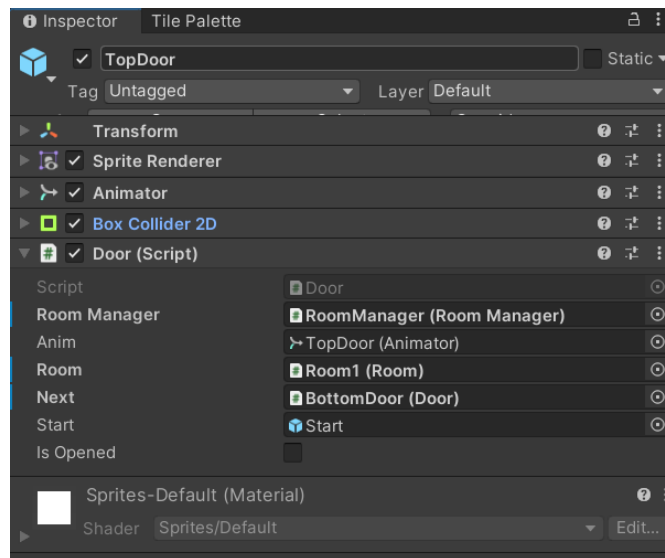 Inspector Tile Palette
TopDoor Static
Tag Untagged Layer Default
Transform
Sprite Renderer
Animator
Box Collider 2D
# Door (Script)
Script # Door
Room Manager # RoomManager (Room Manager)
Anim TopDoor (Animator)
Room # Room1 (Room)
Next # BottomDoor (Door)
Start Start
Is Opened
Sprites-Default (Material)
Shader Sprites/Default Edit...